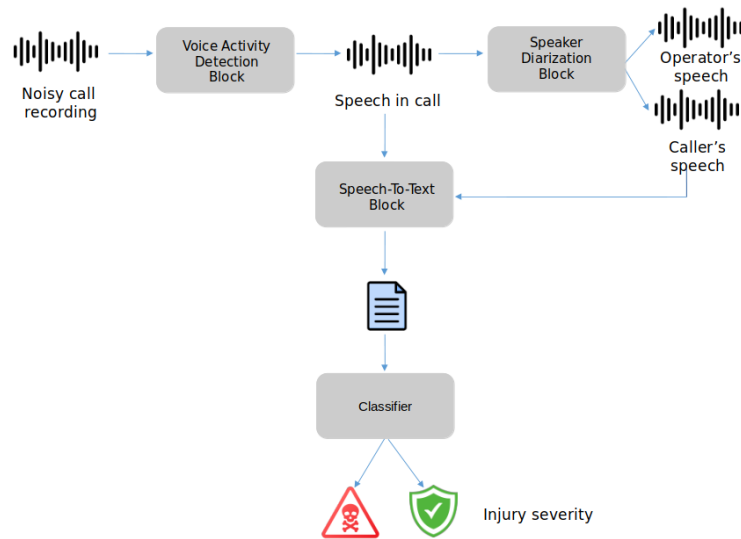 Voice Activity
Detection
Block
Speaker
Diarization
Block
Operator's
speech
Noisy call
recording
Speech in call
Caller's
speech
Speech-To-Text
Block
Classifier
Injury severity